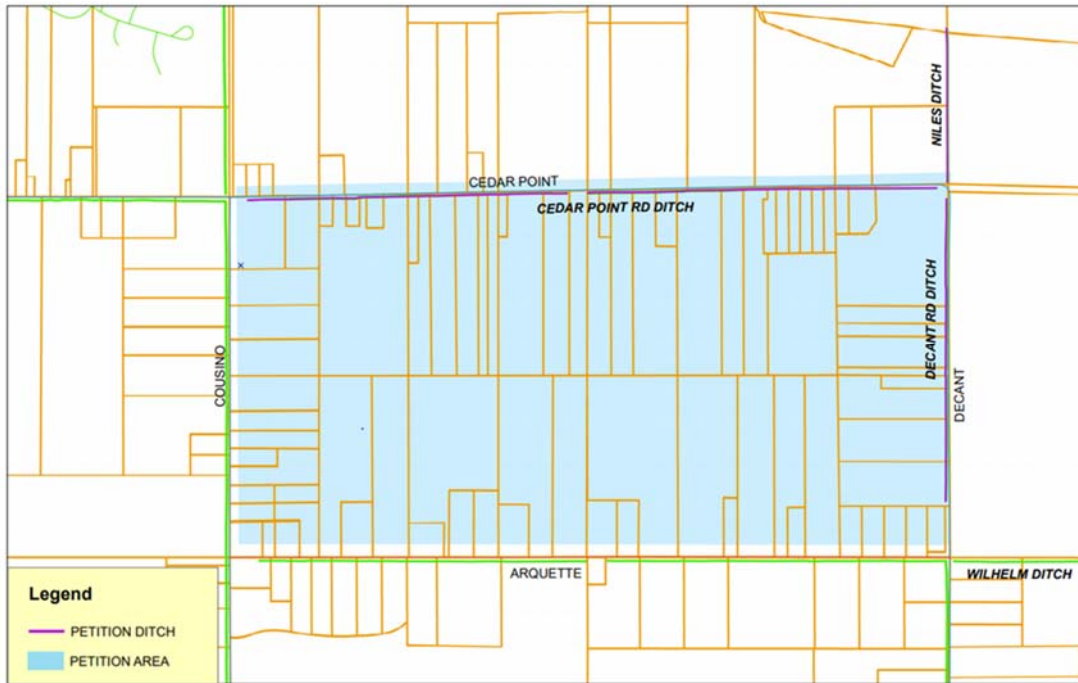 NILES DITCH
CEDAR POINT
CEDAR POINT RD DITCH
DECANT RD DITCH
COUSINO
DECANT
ARQUETTE
WILHELM DITCH
Legend
PETITION DITCH
PETITION AREA